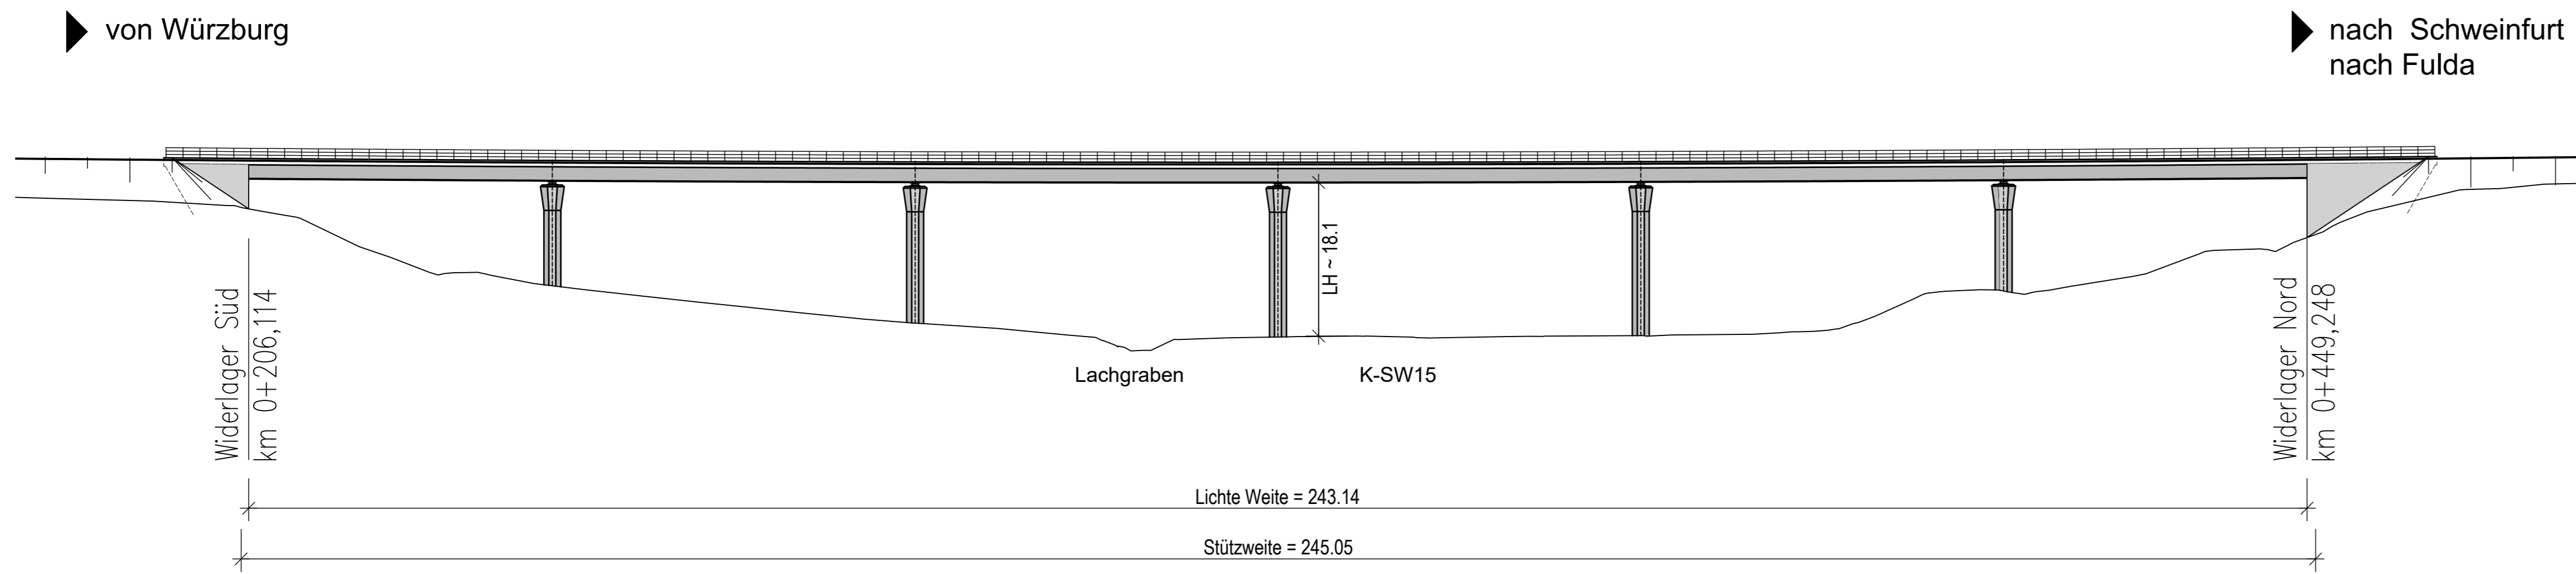 von Würzburg
nach Schweinfurt
nach Fulda
LH ~ 18.1
Lachgraben
K-SW15
Widerlager Süd
km 0+206,114
Widerlager Nord
km 0+449,248
Lichte Weite = 243.14
Stützweite = 245.05